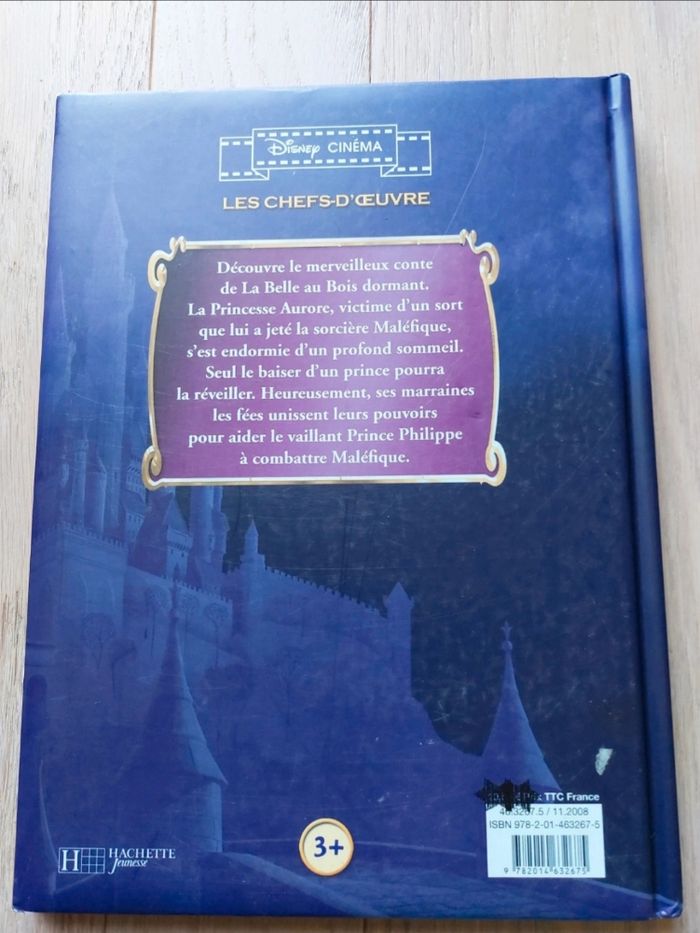 Disney CINÉMA
LES CHEFS-D'ŒUVRE
Découvre le merveilleux conte
de La Belle au Bois dormant.
La Princesse Aurore, victime d'un sort
que lui a jeté la sorcière Maléfique,
s'est endormie d'un profond sommeil.
Seul le baiser d'un prince pourra
la réveiller. Heureusement, ses marraines
les fées unissent leurs pouvoirs
pour aider le vaillant Prince Philippe
à combattre Maléfique.
TTC France
46.3267.5 / 11.2008
ISBN 978-2-01-463267-5
9 782014 632675
3+
H HACHETTE
jeunesse